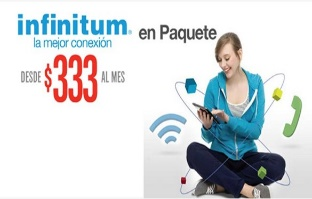 infinitum®
la mejor conexión
en Paquete
DESDE $333 AL MES